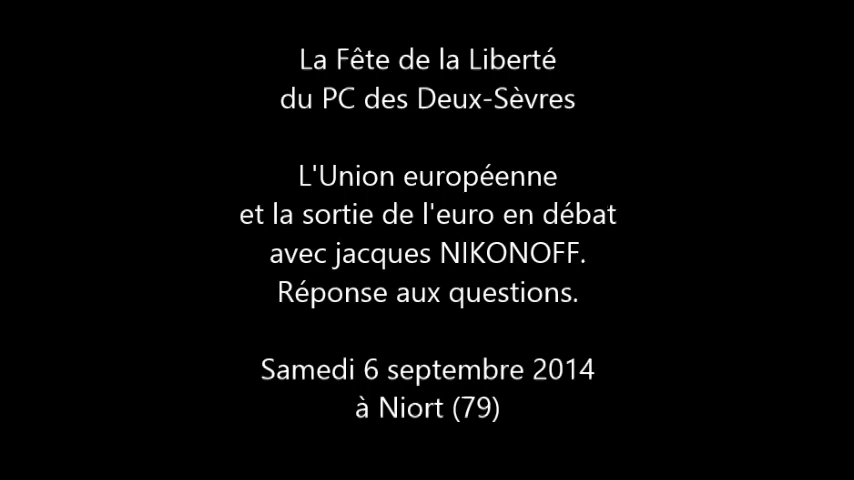 La Fête de la Liberté
du PC des Deux-Sèvres
L'Union européenne
et la sortie de l'euro en débat
avec jacques NIKONOFF.
Réponse aux questions.
Samedi 6 septembre 2014
à Niort (79)